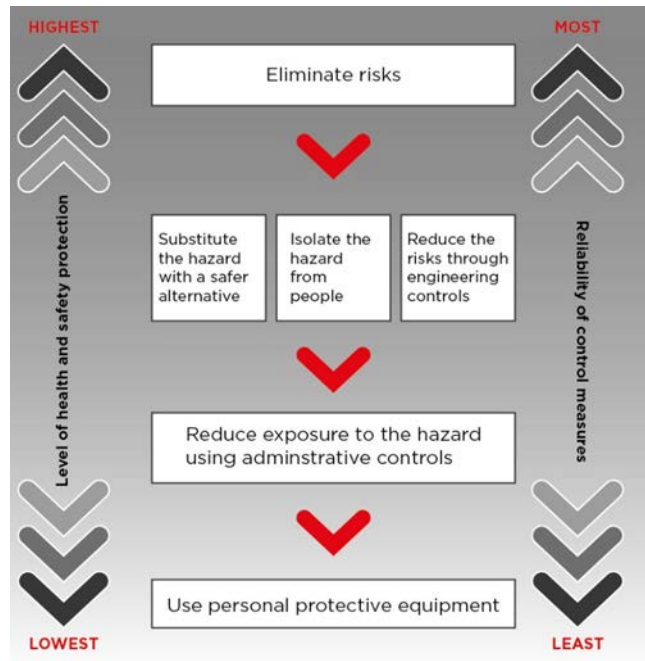 HIGHEST
MOST
Eliminate risks
Substitute
the hazard
with a safer
alternative
Isolate the
hazard
from
people
Reduce the
risks through
engineering
controls
Level of health and safety protection
Reliability of control measures
Reduce exposure to the hazard
using adminstrative controls
Use personal protective equipment
LOWEST
LEAST